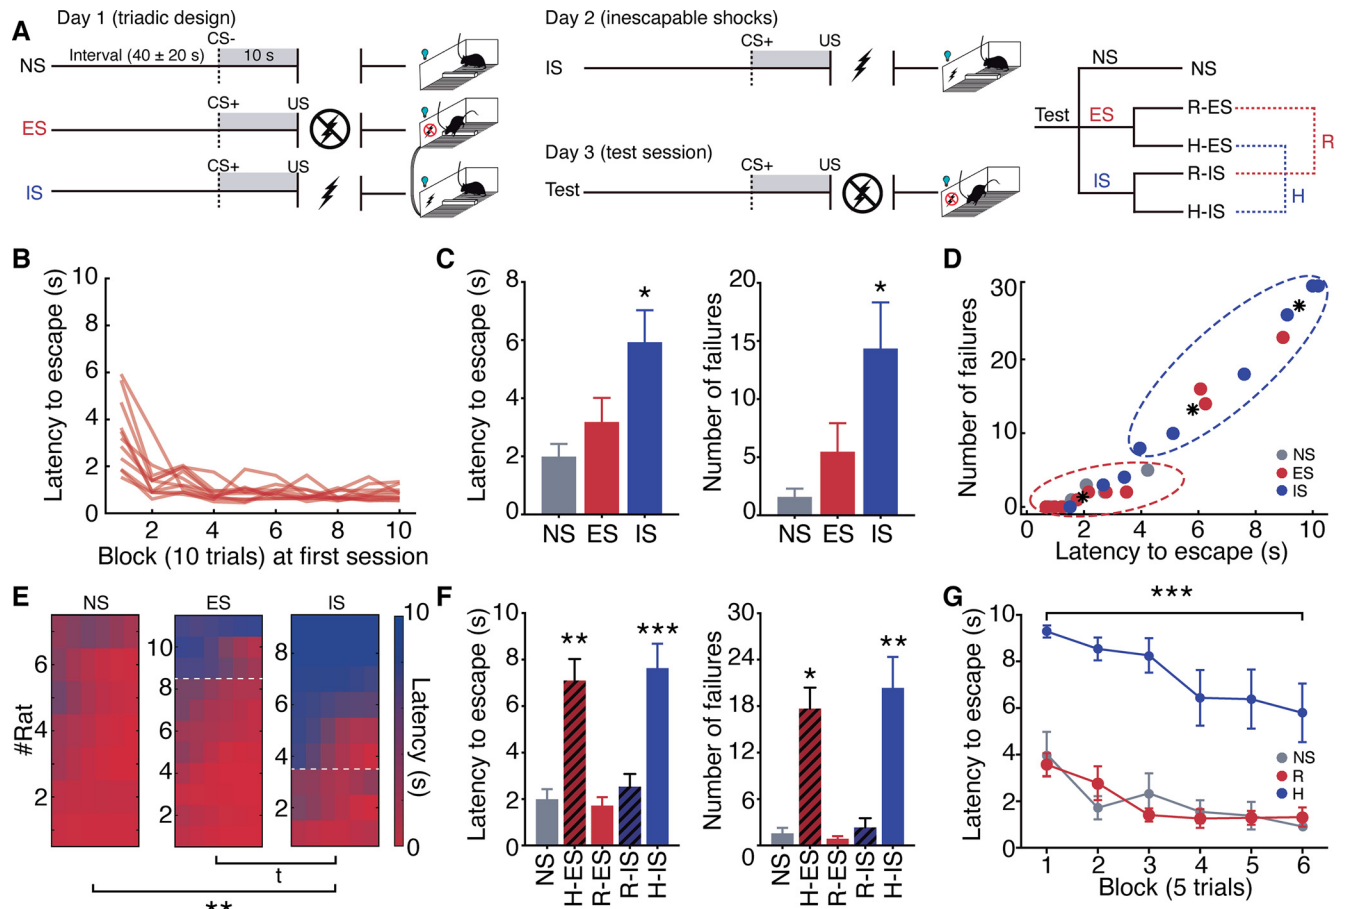 A
Day 1 (triadic design)
CS-
NS
Interval (40 ± 20 s)
10 s
CS+
US
ES
CS+
US
IS
Day 2 (inescapable shocks)
CS+
US
IS
Day 3 (test session)
CS+
US
Test
Test
NS
NS
ES
R-ES
H-ES
IS
R-IS
H-IS
R
H
B
Latency to escape (s)
10
8
6
4
2
0
2 4 6 8 10
Block (10 trials) at first session
C
Latency to escape (s)
8
6
4
2
0
*
NS ES IS
Number of failures
20
15
10
5
0
*
NS ES IS
D
Number of failures
30
20
10
0
0 2 4 6 8 10
Latency to escape (s)
NS
ES
IS
E
NS
ES
IS
#Rat
6
4
2
10
8
6
4
2
8
6
4
2
10
0
Latency (s)
t
**
F
Latency to escape (s)
10
8
6
4
2
0
**
***
NS
H-ES
R-ES
R-IS
H-IS
Number of failures
30
24
18
12
6
0
*
**
NS
H-ES
R-ES
R-IS
H-IS
G
***
Latency to escape (s)
10
8
6
4
2
0
1 2 3 4 5 6
Block (5 trials)
NS
R
H